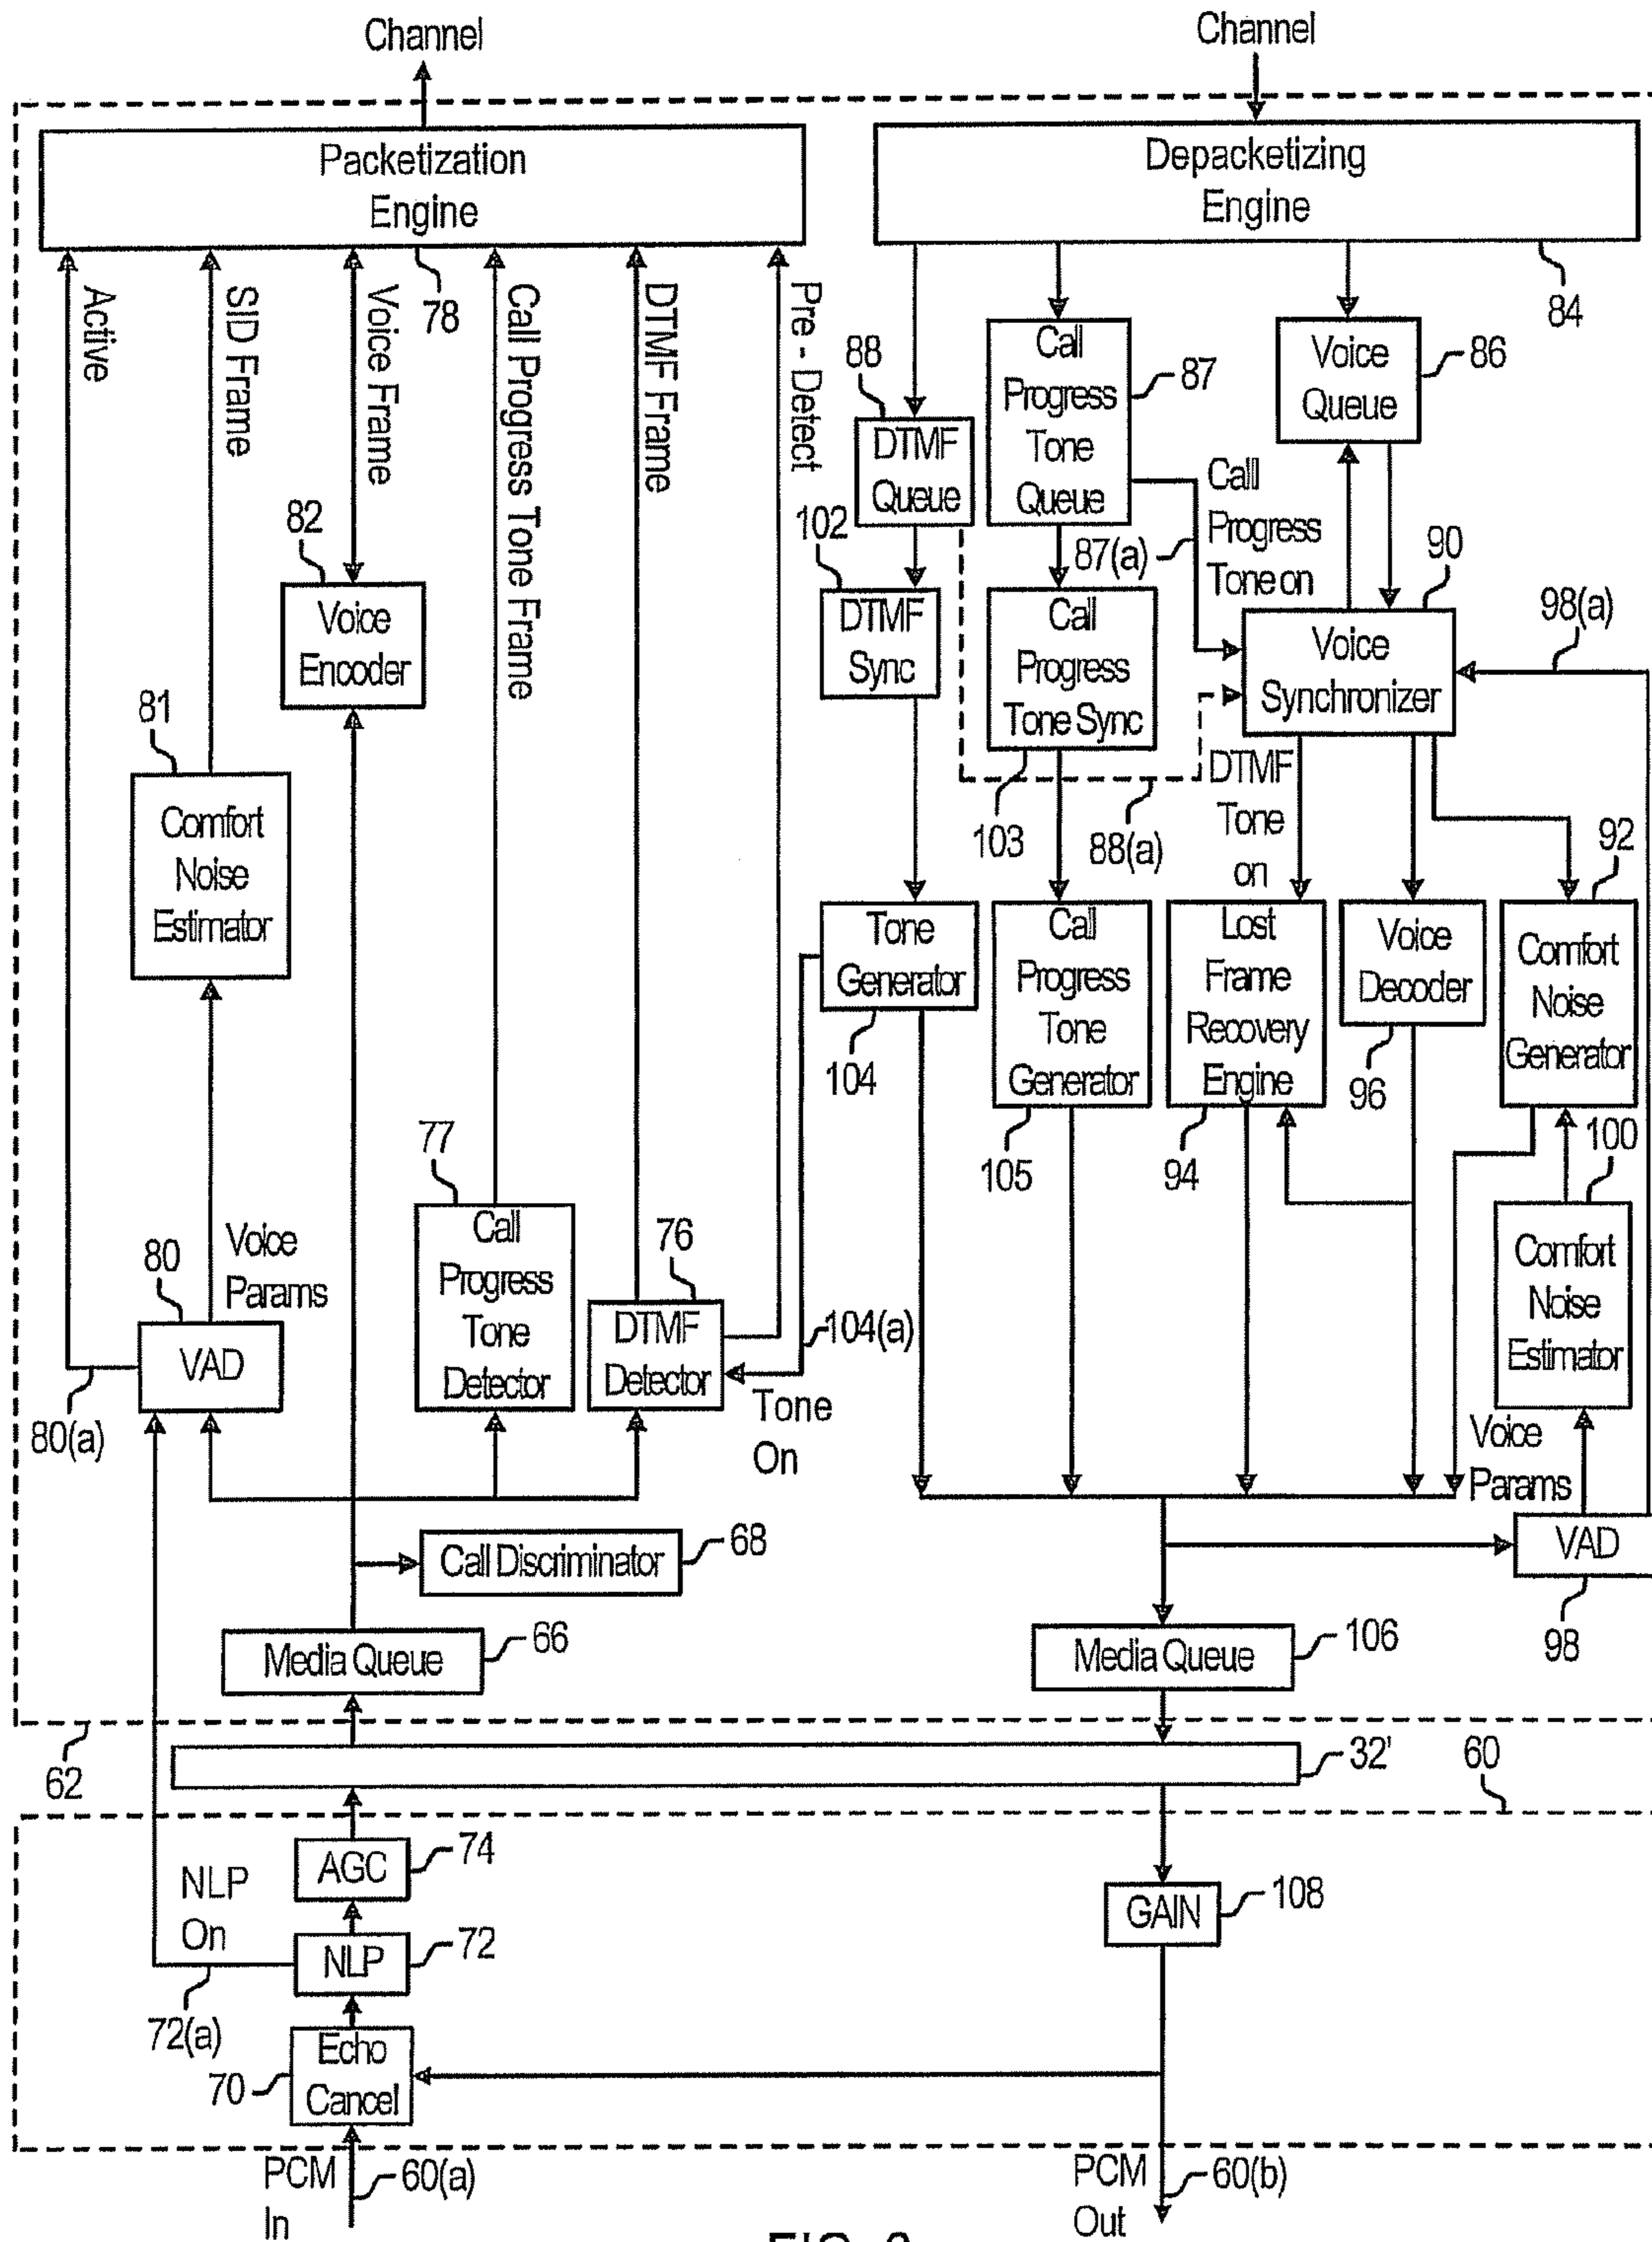 Channel
Channel
Packetization
Engine
Depacketizing
Engine
Active
SID Frame
Voice Frame
78
Call Progress Tone Frame
DTMF Frame
Pre - Detect
84
88
DTMF
Queue
Call
Progress
Tone
Queue
87
Voice
Queue
86
Call
Progress
Tone on
87(a)
82
Voice
Encoder
102
DTMF
Sync
Call
Progress
Tone Sync
103
88(a)
90
Voice
Synchronizer
98(a)
DTMF
Tone
on
81
Comfort
Noise
Estimator
Tone
Generator
104
Call
Progress
Tone
Generator
105
Lost
Frame
Recovery
Engine
94
Voice
Decoder
96
92
Comfort
Noise
Generator
100
Comfort
Noise
Estimator
77
Call
Progress
Tone
Detector
76
DTMF
Detector
104(a)
Tone
On
80
Voice
Params
VAD
80(a)
Voice
Params
VAD
98
Call Discriminator
68
Media Queue
66
Media Queue
106
62
32'
60
AGC
74
NLP
On
NLP
72
72(a)
GAIN
108
Echo
Cancel
70
PCM
In
60(a)
PCM
Out
60(b)